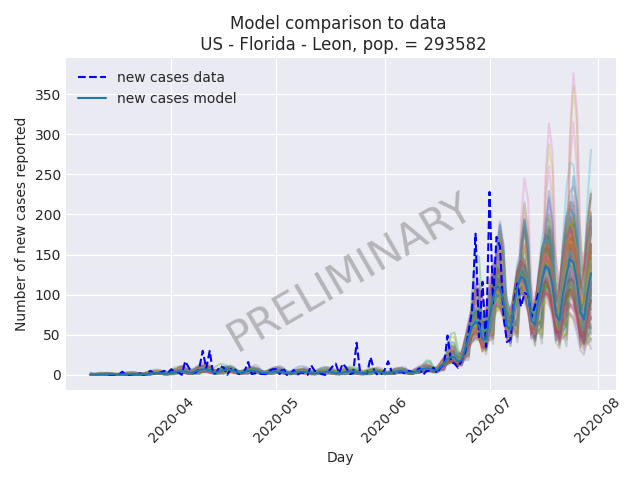 Model comparison to data
US - Florida - Leon, pop. = 293582
new cases data
new cases model
Number of new cases reported
350
300
250
200
150
100
50
0
PRELIMINARY
2020-04
2020-05
2020-06
2020-07
2020-08
Day